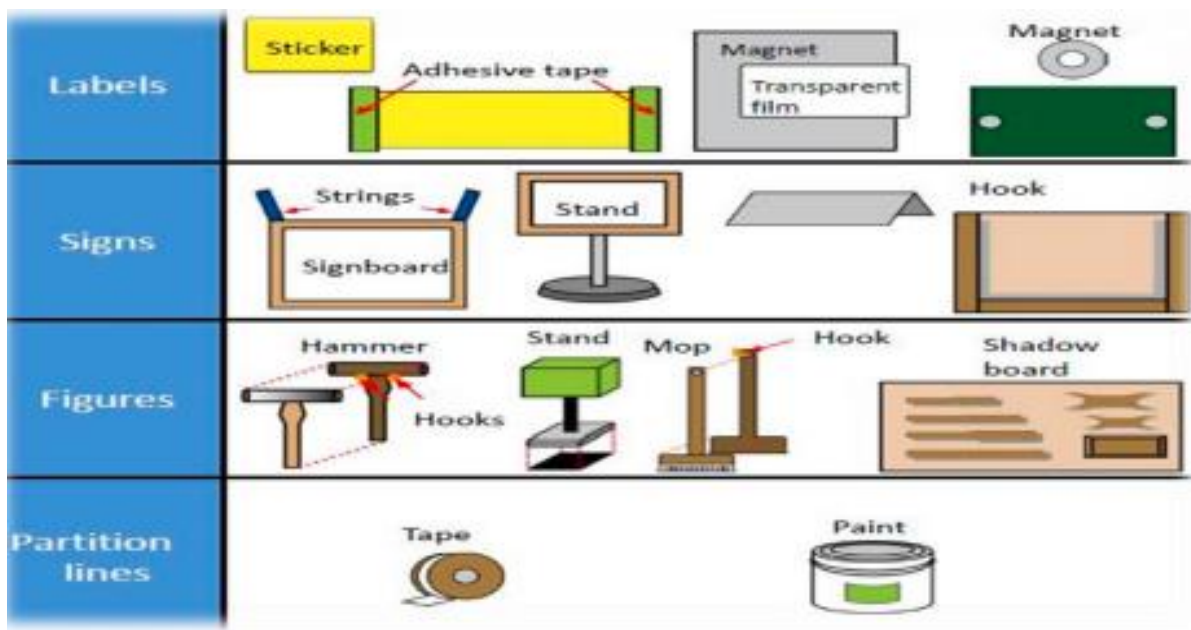 Labels
Sticker
Adhesive tape
Magnet
Transparent
film
Magnet
Signs
Strings
Signboard
Stand
Hook
Figures
Hammer
Hooks
Stand
Mop
Hook
Shadow
board
Partition
lines
Tape
Paint